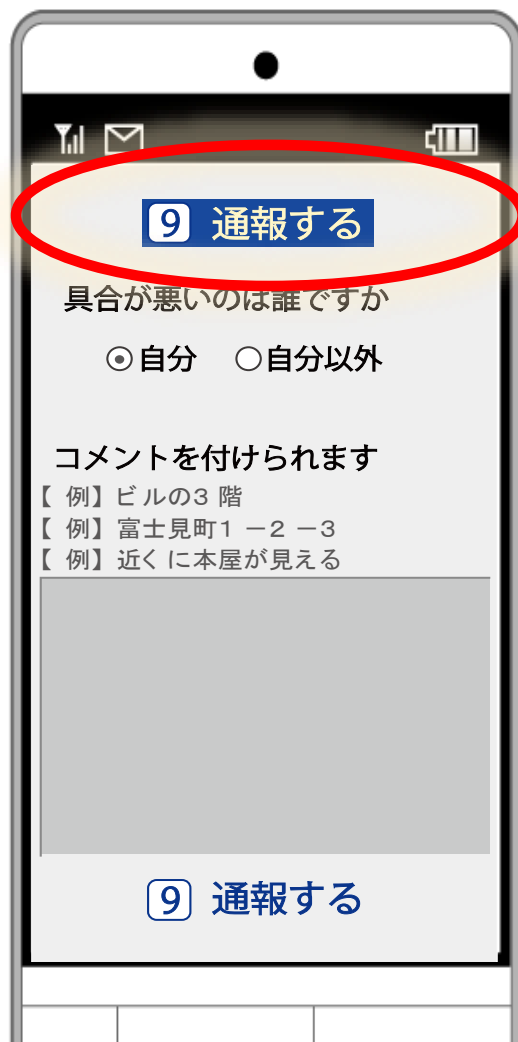 9 通報する
具合が悪いのは誰ですか
自分 自分以外
コメントを付けられます
【 例】ビルの3 階
【 例】富士見町1 －2 －3
【 例】近くに本屋が見える
9 通報する